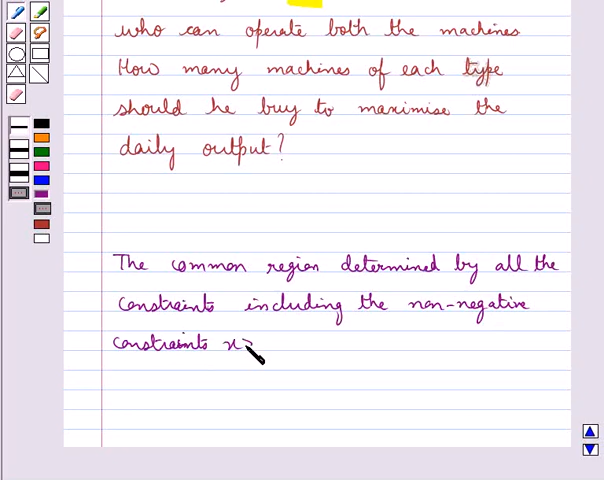 who can operate both the machines
How many machines of each type
should he buy to maximise the
daily output?
The common region determined by all the
constraints including the non-negative
constraints x>